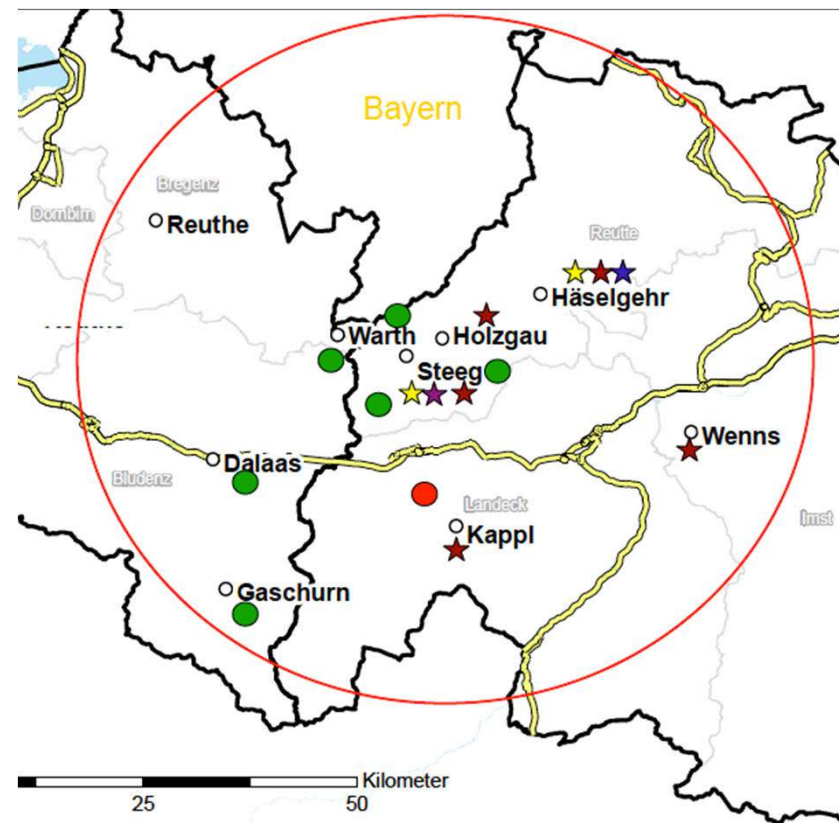 Bayern
Bregenz
Dornbirn
Reuthe
Reutte
Häselgehr
Warth
Holzgau
Steeg
Wenns
Dalaas
Bludenz
Landeck
Imst
Kappl
Gaschurn
Kilometer
25
50